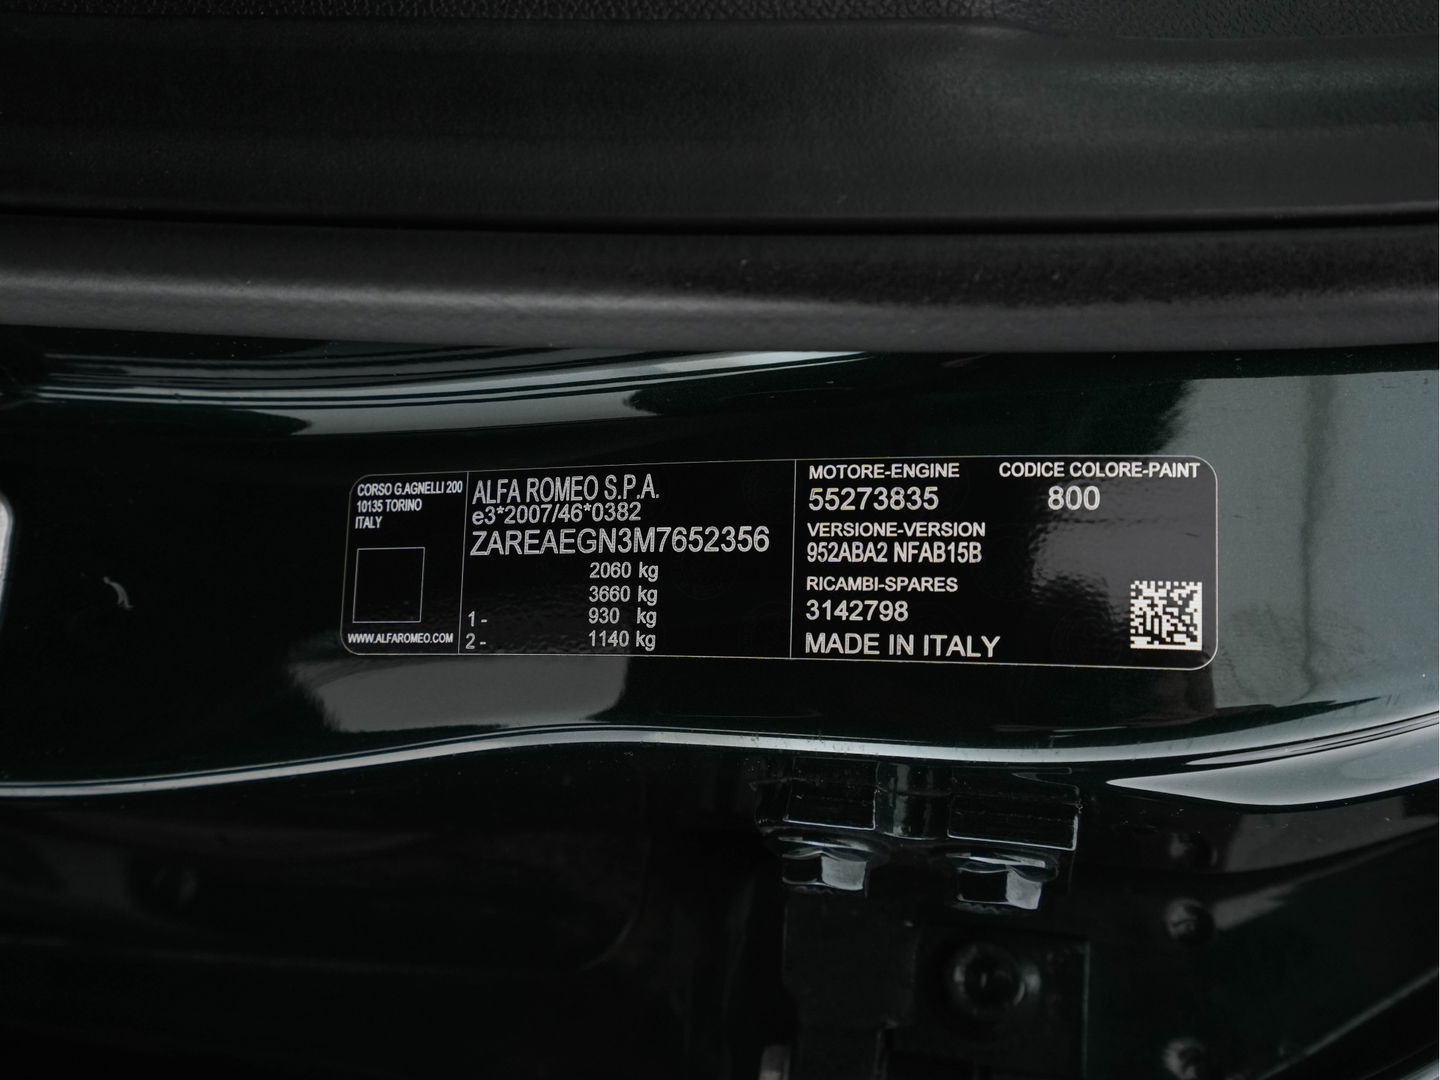 CORSO G.AGNELLI 200
10135 TORINO
ITALY
WWW.ALFAROMEO.COM
ALFA ROMEO S.P.A.
e3*2007/46*0382
ZAREAEGN3M7652356
2060 kg
3660 kg
1 - 930 kg
2 - 1140 kg
MOTORE-ENGINE CODICE COLORE-PAINT
55273835 800
VERSIONE-VERSION
952ABA2 NFAB15B
RICAMBI-SPARES
3142798
MADE IN ITALY